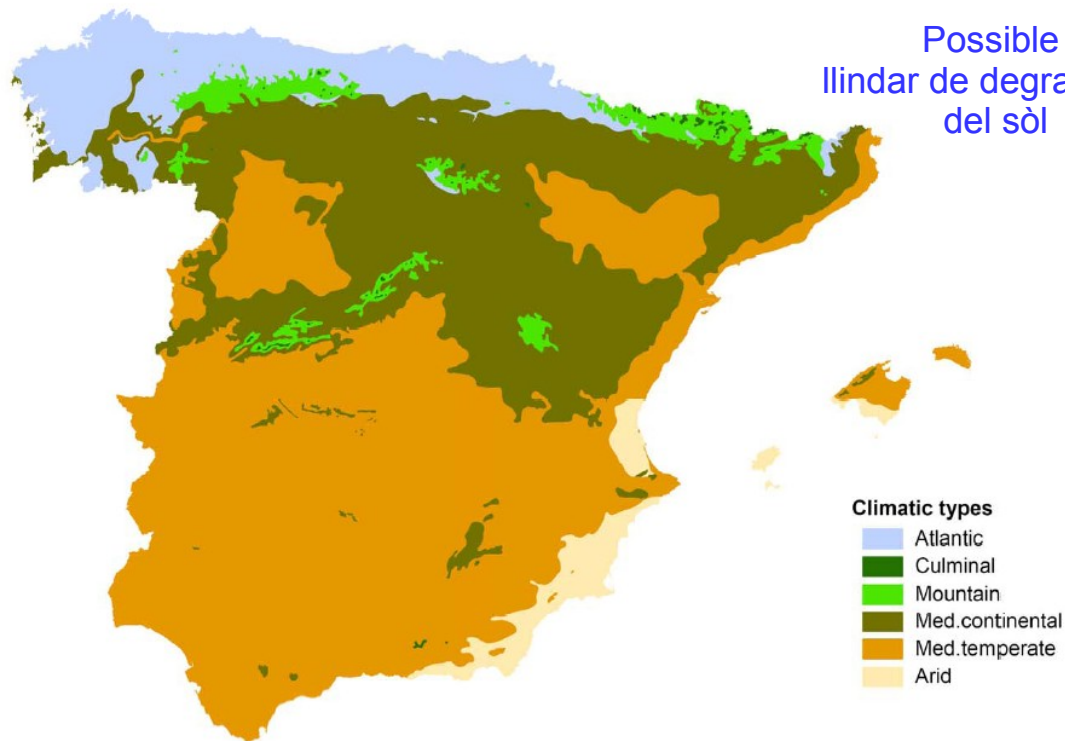 Possible
llindar de degra
del sòl
Climatic types
Atlantic
Culminal
Mountain
Med.continental
Med.temperate
Arid